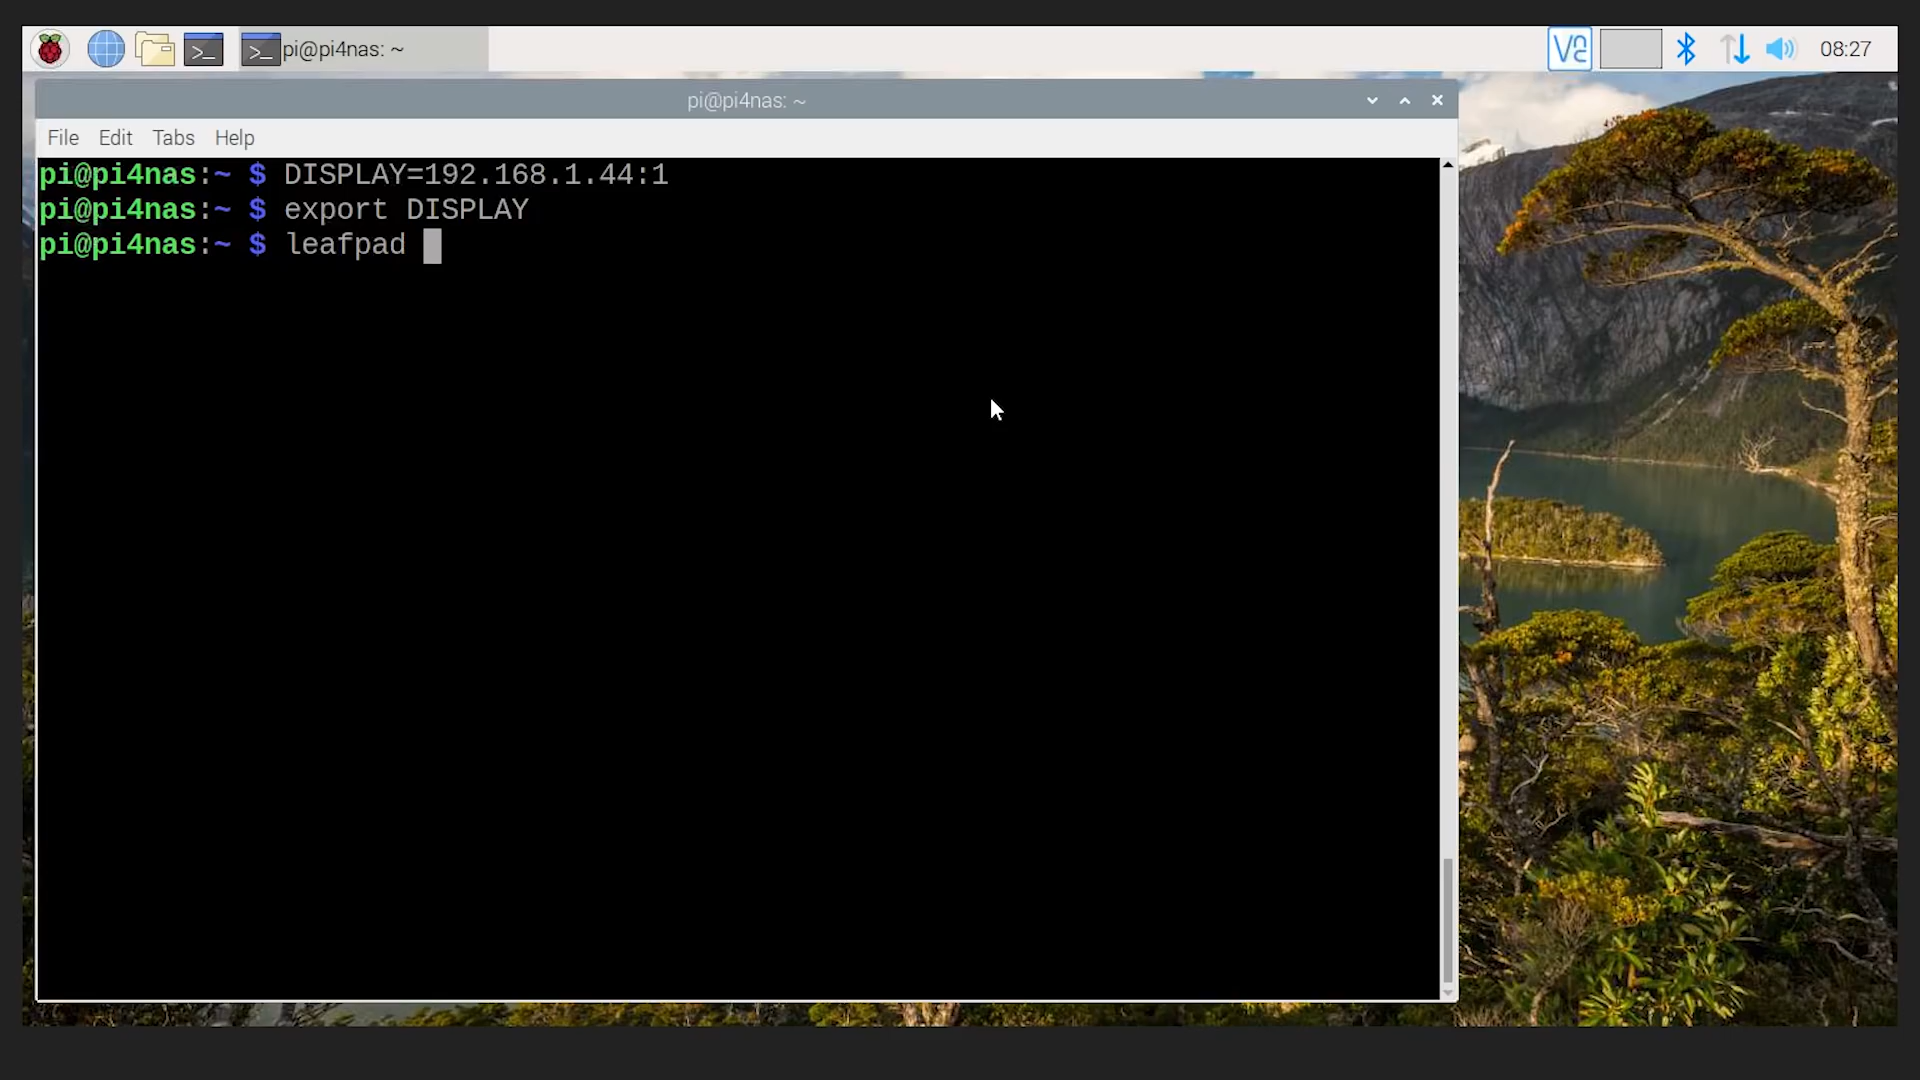 pi@pi4nas: ~
08:27
pi@pi4nas: ~
File Edit Tabs Help
pi@pi4nas:~ $ DISPLAY=192.168.1.44:1
pi@pi4nas:~ $ export DISPLAY
pi@pi4nas:~ $ leafpad